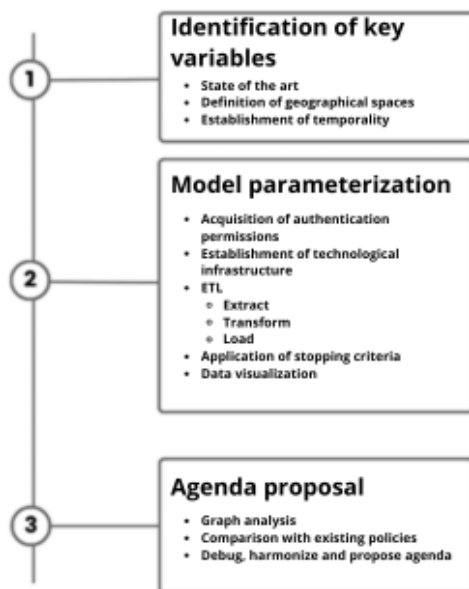 1
Identification of key
variables
• State of the art
• Definition of geographical spaces
• Establishment of temporality
2
Model parameterization
• Acquisition of authentication
permissions
• Establishment of technological
infrastructure
• ETL
◦ Extract
◦ Transform
◦ Load
• Application of stopping criteria
• Data visualization
3
Agenda proposal
• Graph analysis
• Comparison with existing policies
• Debug, harmonize and propose agenda